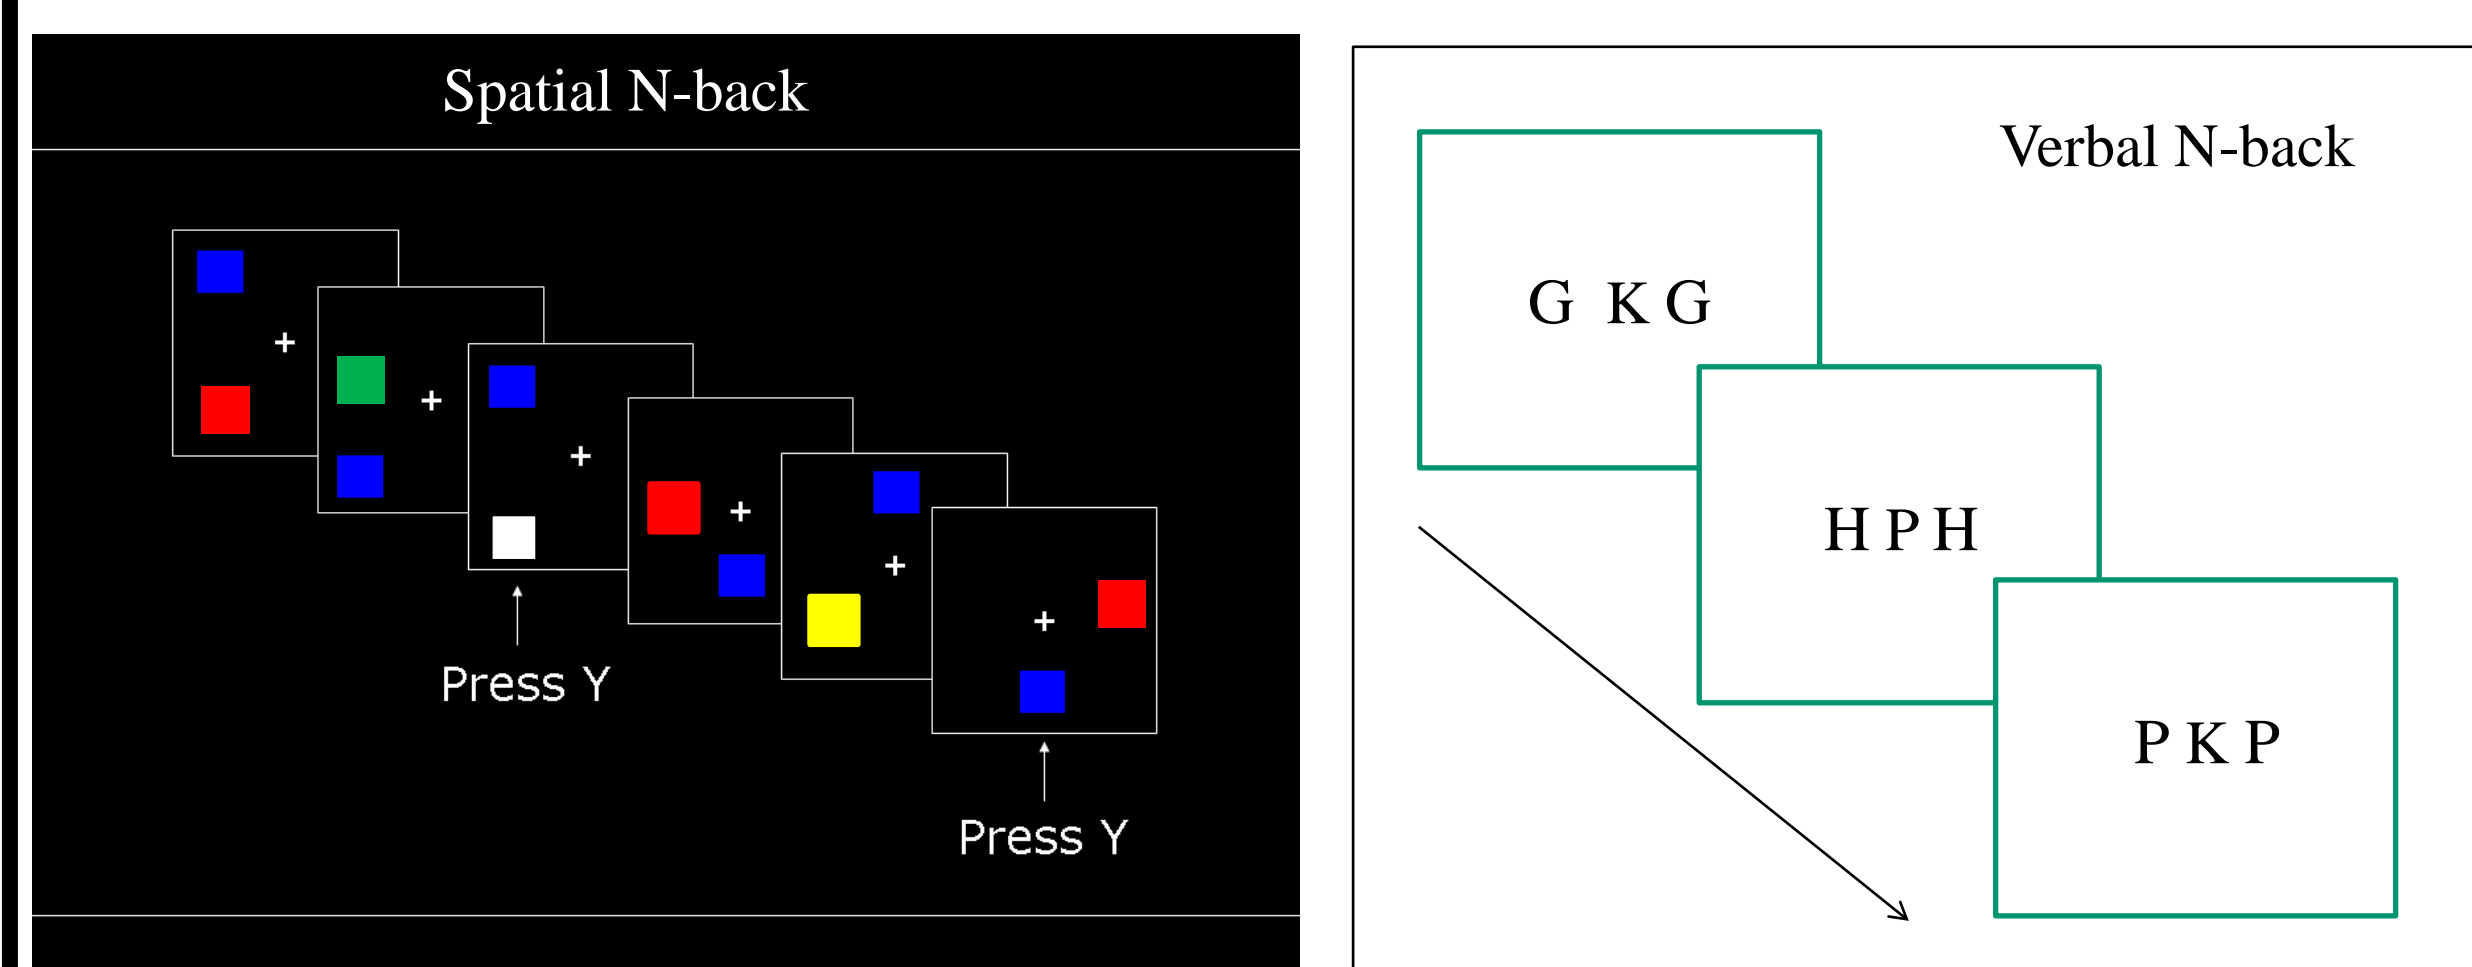 Spatial N-back
Press Y
Press Y
Verbal N-back
G K G
H P H
P K P